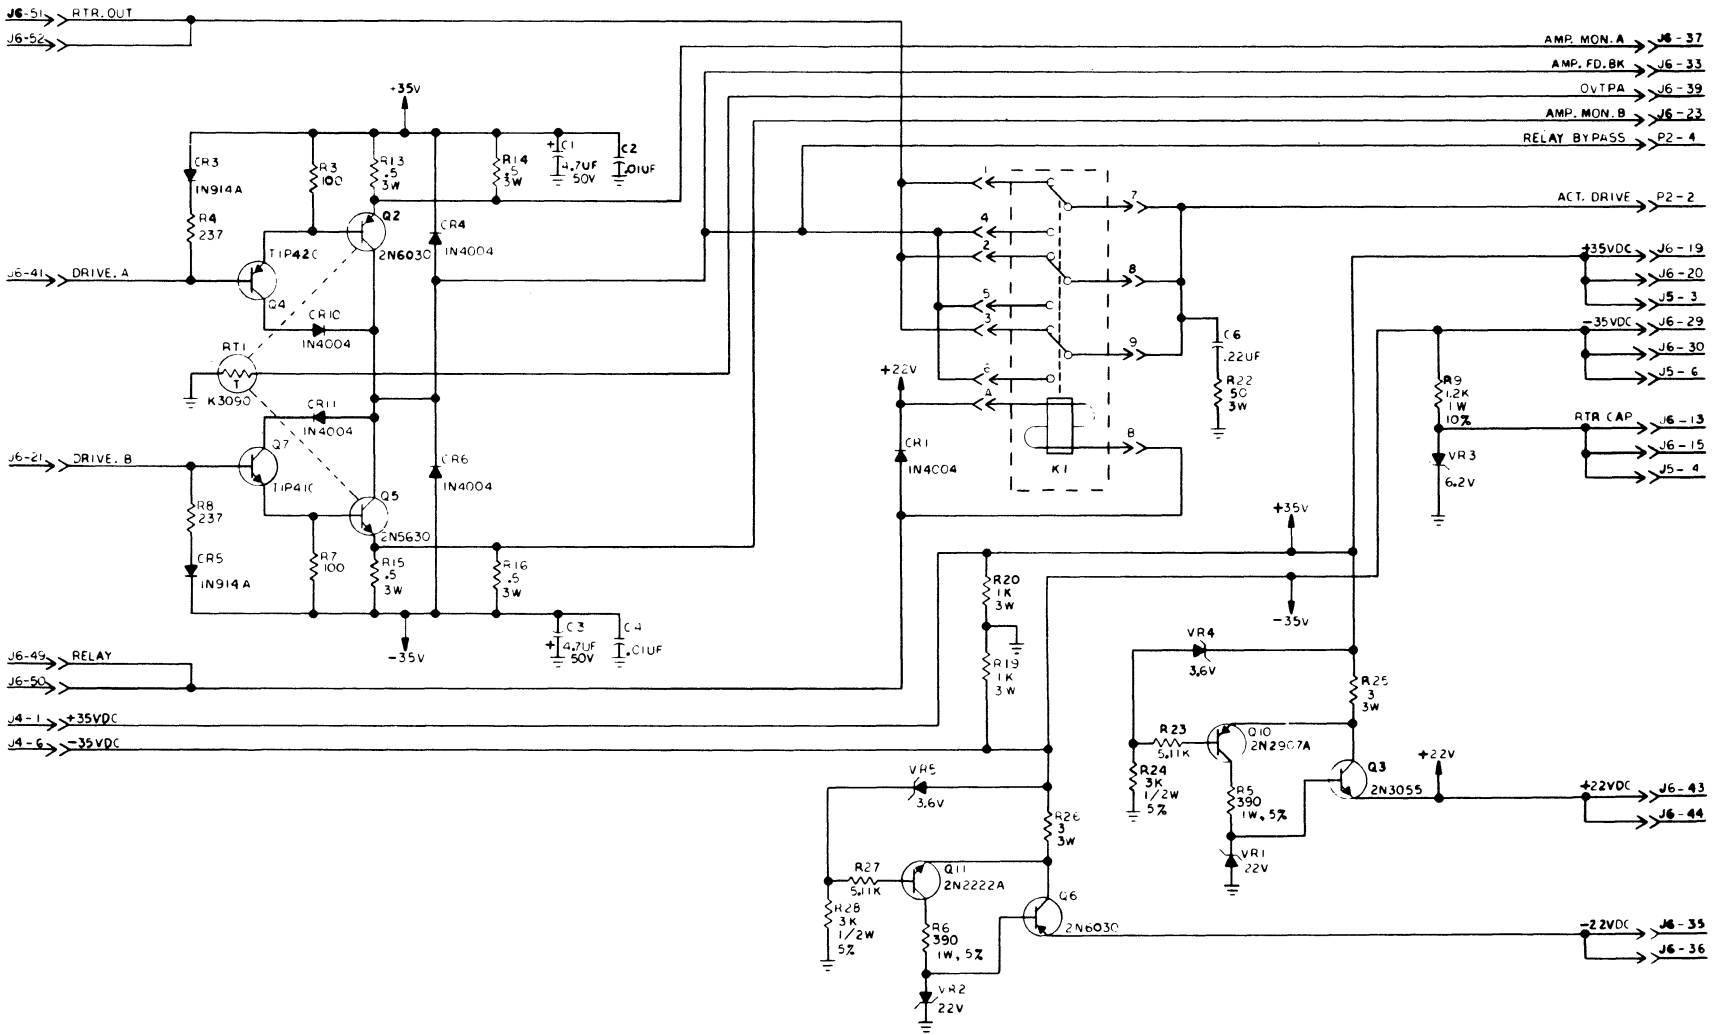 J6-51 RTR.OUT
J6-52
AMP. MON. A J6-37
AMP. FD. BK J6-33
OVTPA J6-39
AMP. MON. B J6-23
RELAY BYPASS P2-4
ACT. DRIVE P2-2
+35VDC J6-19
J6-20
J5-3
-35VDC J6-29
J6-30
J5-6
RTR CAP J6-13
J6-15
J5-4
+35V
CR3
1N914A
R4
237
R3
100
R13
.5
3W
R14
.5
3W
+ C1
4.7UF
50V
C2
.01UF
Q2
2N6030
CR4
1N4004
TIP42C
Q4
J6-41 DRIVE. A
CR10
1N4004
RT1
T
K3090
CR11
1N4004
Q7
TIP41C
J6-21 DRIVE. B
CR6
1N4004
Q5
2N5630
R8
237
CR5
1N914A
R7
100
R15
.5
3W
R16
.5
3W
-35V
C3
+ 4.7UF
50V
C4
.01UF
1
4
2
5
3
6
A
7
8
9
B
K1
+22V
CR1
1N4004
C6
.22UF
R22
50
3W
R9
1.2K
1W
10%
VR3
6.2V
J6-49 RELAY
J6-50
J4-1 +35VDC
J4-6 -35VDC
+35V
-35V
R20
1K
3W
R19
1K
3W
VR4
3.6V
R25
3
3W
R23
5.11K
Q10
2N2907A
R24
3K
1/2W
5%
R5
390
1W, 5%
Q3
2N3055
+22V
VR1
22V
+22VDC J6-43
J6-44
VR5
3.6V
R26
3
3W
R27
5.11K
Q11
2N2222A
R28
3K
1/2W
5%
R6
390
1W, 5%
Q6
2N6030
VR2
22V
-22VDC J6-35
J6-36